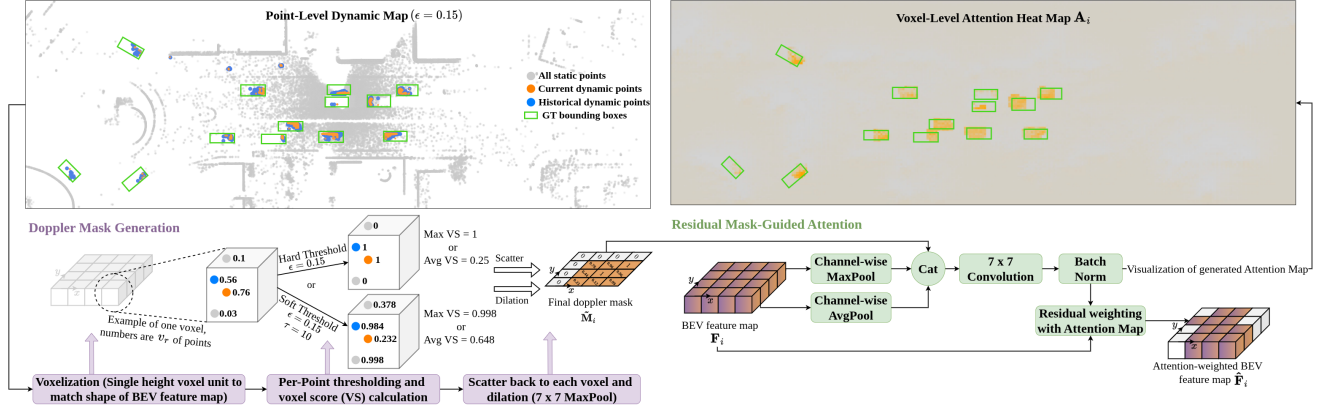 Point-Level Dynamic Map (ϵ = 0.15)
All static points
Current dynamic points
Historical dynamic points
GT bounding boxes
Voxel-Level Attention Heat Map A_i
Doppler Mask Generation
0.1
0.56
0.76
0.03
Example of one voxel,
numbers are v_r of points
Hard Threshold
ϵ = 0.15
or
Soft Threshold
ϵ = 0.15
τ = 10
0
1
1
0
0.378
0.984
0.232
0.998
Max VS = 1
or
Avg VS = 0.25
Max VS = 0.998
or
Avg VS = 0.648
Scatter
Dilation
y
x
Final doppler mask
M̃_i
Voxelization (Single height voxel unit to
match shape of BEV feature map)
Per-Point thresholding and
voxel score (VS) calculation
Scatter back to each voxel and
dilation (7 x 7 MaxPool)
Residual Mask-Guided Attention
y
x
BEV feature map
F_i
Channel-wise
MaxPool
Channel-wise
AvgPool
Cat
7 x 7
Convolution
Batch
Norm
Visualization of generated Attention Map
Residual weighting
with Attention Map
y
x
Attention-weighted BEV
feature map F̂_i